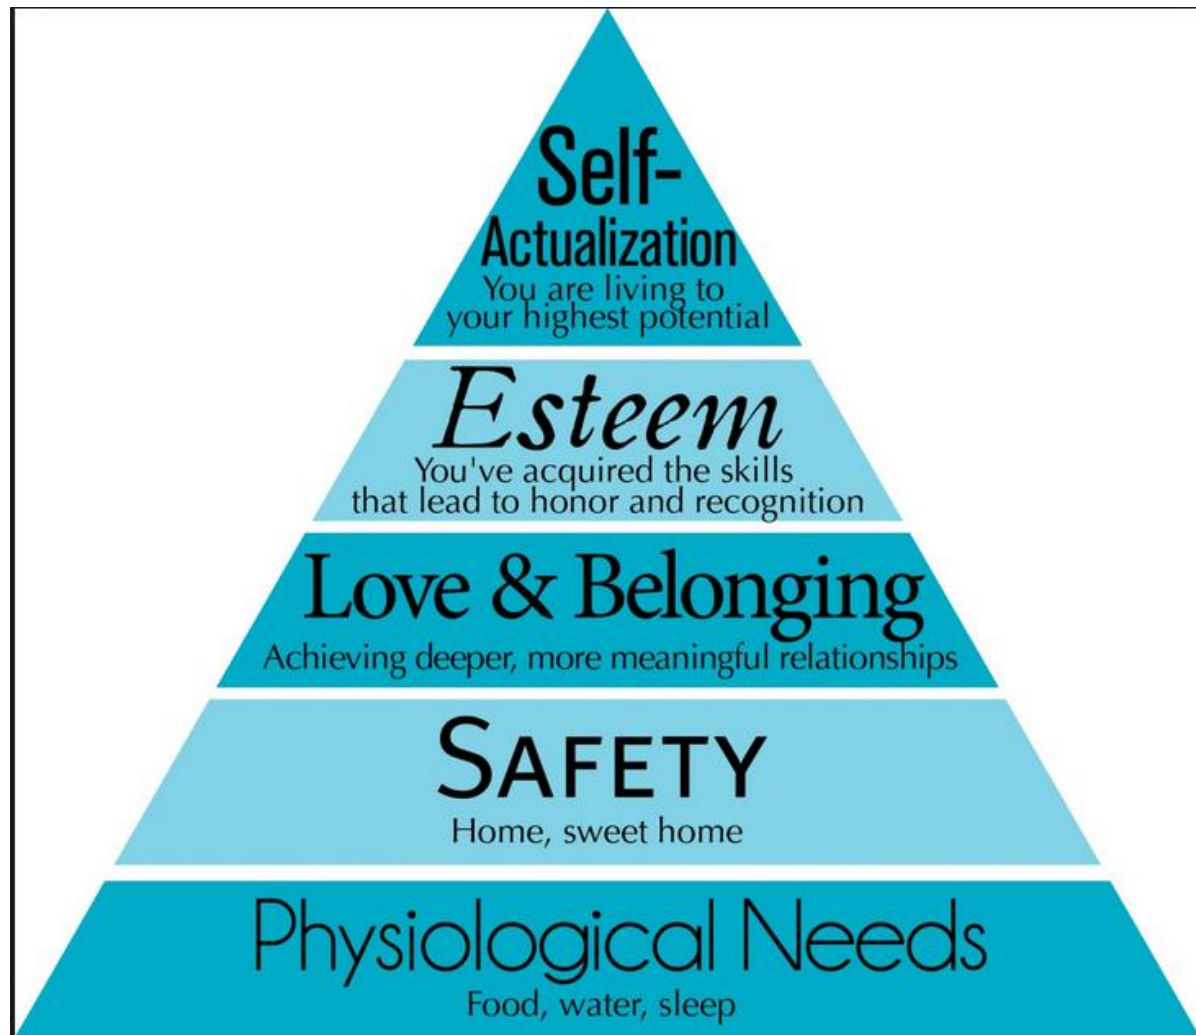 Self-
Actualization
You are living to
your highest potential
Esteem
You've acquired the skills
that lead to honor and recognition
Love & Belonging
Achieving deeper, more meaningful relationships
SAFETY
Home, sweet home
Physiological Needs
Food, water, sleep